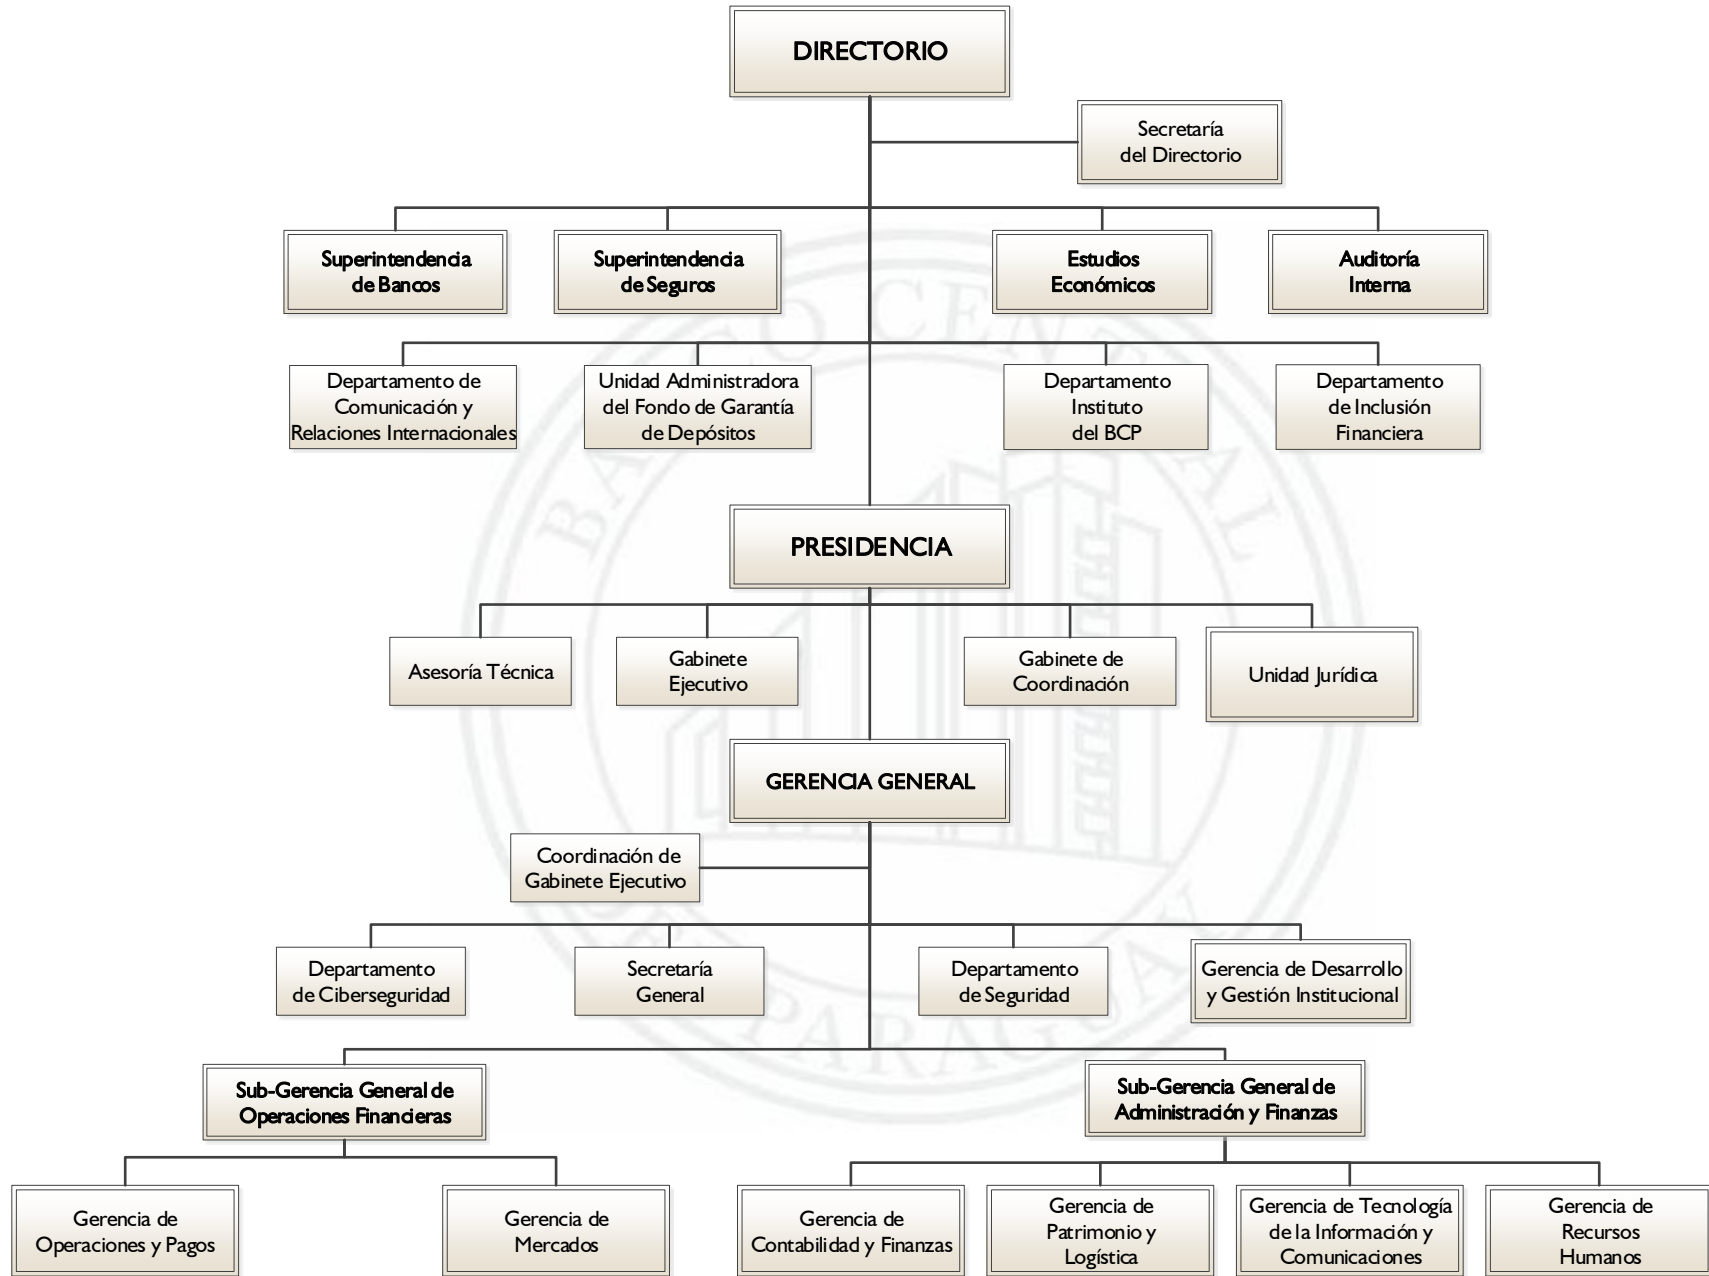 DIRECTORIO
Secretaría
del Directorio
Superintendencia
de Bancos
Superintendencia
de Seguros
Estudios
Económicos
Auditoría
Interna
Departamento de
Comunicación y
Relaciones Internacionales
Unidad Administradora
del Fondo de Garantía
de Depósitos
Departamento
Instituto
del BCP
Departamento
de Inclusión
Financiera
BANCO CENTRAL
DEL PARAGUAY
PRESIDENCIA
Asesoría Técnica
Gabinete
Ejecutivo
Gabinete de
Coordinación
Unidad Jurídica
GERENCIA GENERAL
Coordinación de
Gabinete Ejecutivo
Departamento
de Ciberseguridad
Secretaría
General
Departamento
de Seguridad
Gerencia de Desarrollo
y Gestión Institucional
Sub-Gerencia General de
Operaciones Financieras
Sub-Gerencia General de
Administración y Finanzas
Gerencia de
Operaciones y Pagos
Gerencia de
Mercados
Gerencia de
Contabilidad y Finanzas
Gerencia de
Patrimonio y
Logística
Gerencia de Tecnología
de la Información y
Comunicaciones
Gerencia de
Recursos
Humanos